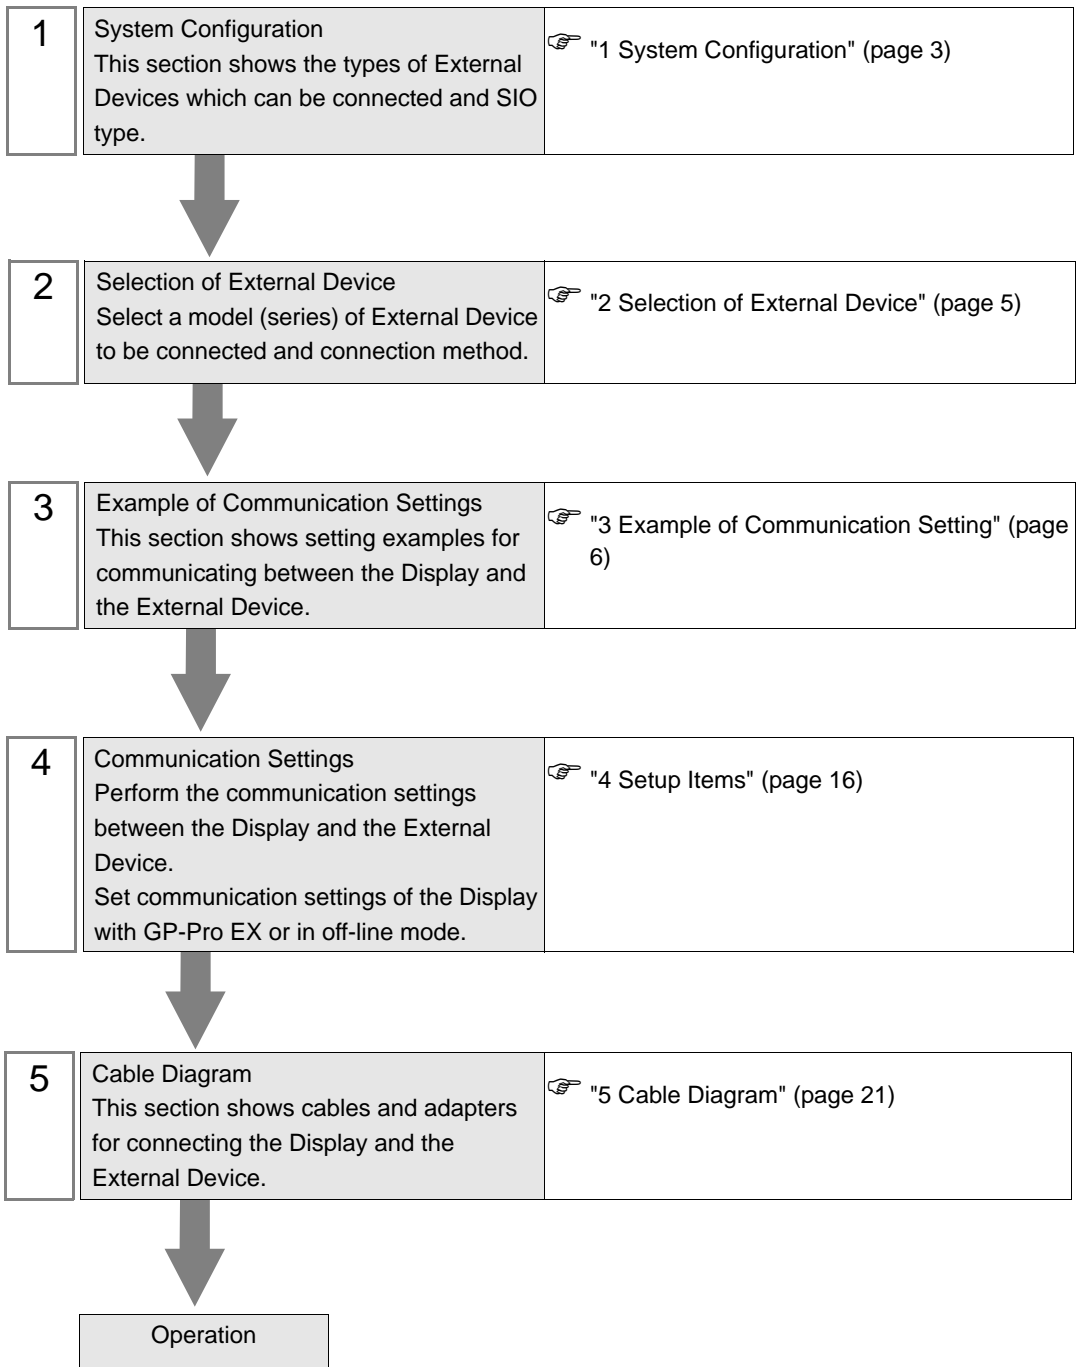 1
System Configuration
This section shows the types of External
Devices which can be connected and SIO
type.
"1 System Configuration" (page 3)
2
Selection of External Device
Select a model (series) of External Device
to be connected and connection method.
"2 Selection of External Device" (page 5)
3
Example of Communication Settings
This section shows setting examples for
communicating between the Display and
the External Device.
"3 Example of Communication Setting" (page
6)
4
Communication Settings
Perform the communication settings
between the Display and the External
Device.
Set communication settings of the Display
with GP-Pro EX or in off-line mode.
"4 Setup Items" (page 16)
5
Cable Diagram
This section shows cables and adapters
for connecting the Display and the
External Device.
"5 Cable Diagram" (page 21)
Operation